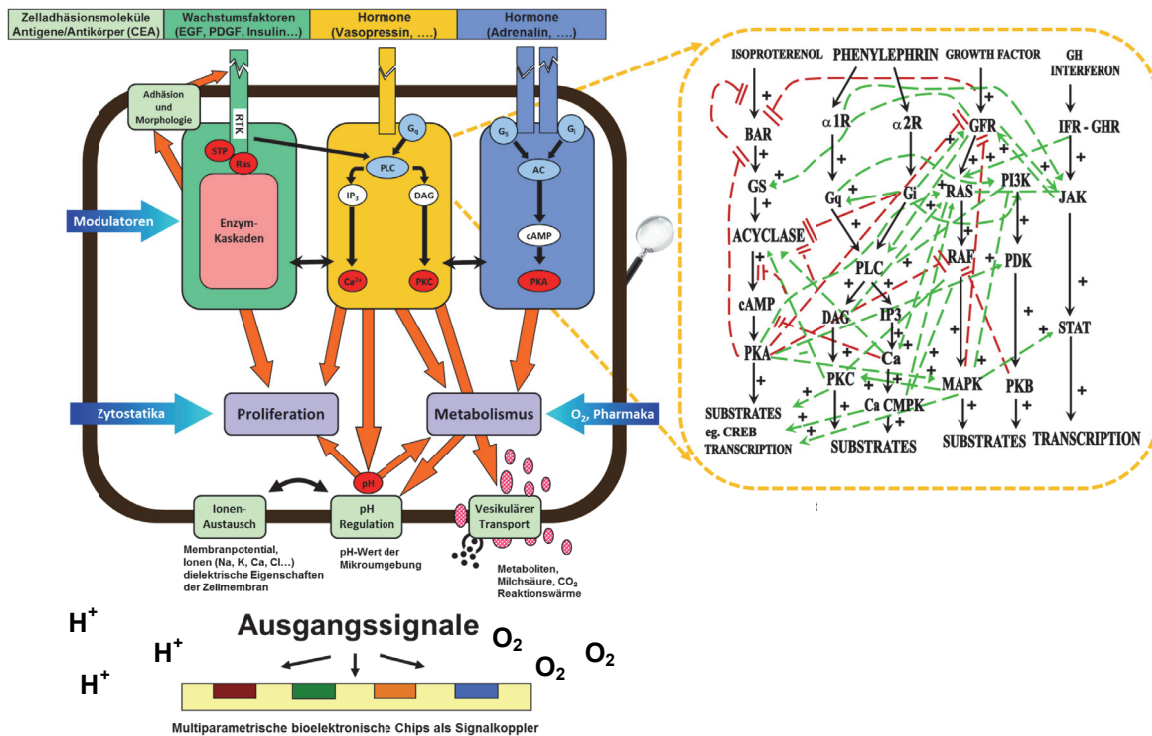 Zelladhäsionsmoleküle
Antigene/Antikörper (CEA)
Wachstumsfaktoren
(EGF, PDGF, Insulin...)
Hormone
(Vasopressin, ....)
Hormone
(Adrenalin, ....)
Adhäsion
und
Morphologie
RTK
STP
Ras
Enzym-
Kaskaden
Gq
PLC
IP3
DAG
Ca2+
PKC
Gs
Gi
AC
cAMP
PKA
Modulatoren
Zytostatika
Proliferation
Metabolismus
O2, Pharmaka
pH
Ionen-
Austausch
pH
Regulation
Vesikulärer
Transport
Membranpotential,
Ionen (Na, K, Ca, Cl...)
dielektrische Eigenschaften
der Zellmembran
pH-Wert der
Mikroumgebung
Metaboliten,
Milchsäure, CO2
Reaktionswärme
H+
H+
H+
Ausgangssignale
O2
O2
O2
Multiparametrische bioelektronische Chips als Signalkoppler
ISOPROTERENOL
PHENYLEPHRIN
GROWTH FACTOR
GH
INTERFERON
BAR
α1R
α2R
GFR
IFR - GHR
GS
Gq
Gi
RAS
PI3K
JAK
ACYCLASE
PLC
RAF
PDK
cAMP
DAG
IP3
STAT
PKA
Ca
PKC
MAPK
PKB
Ca CMPK
SUBSTRATES
eg. CREB
TRANSCRIPTION
SUBSTRATES
SUBSTRATES
SUBSTRATES
TRANSCRIPTION